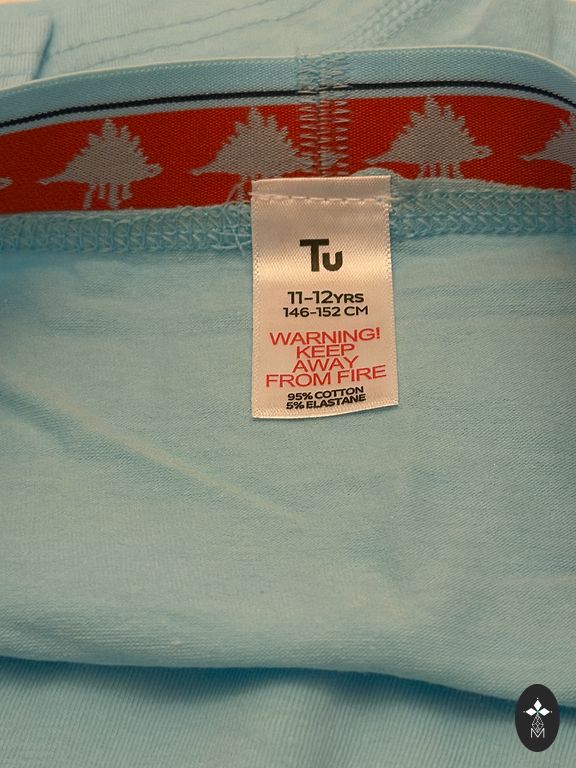 Tu
11-12YRS
146-152 CM
WARNING!
KEEP
AWAY
FROM FIRE
95% COTTON
5% ELASTANE
M